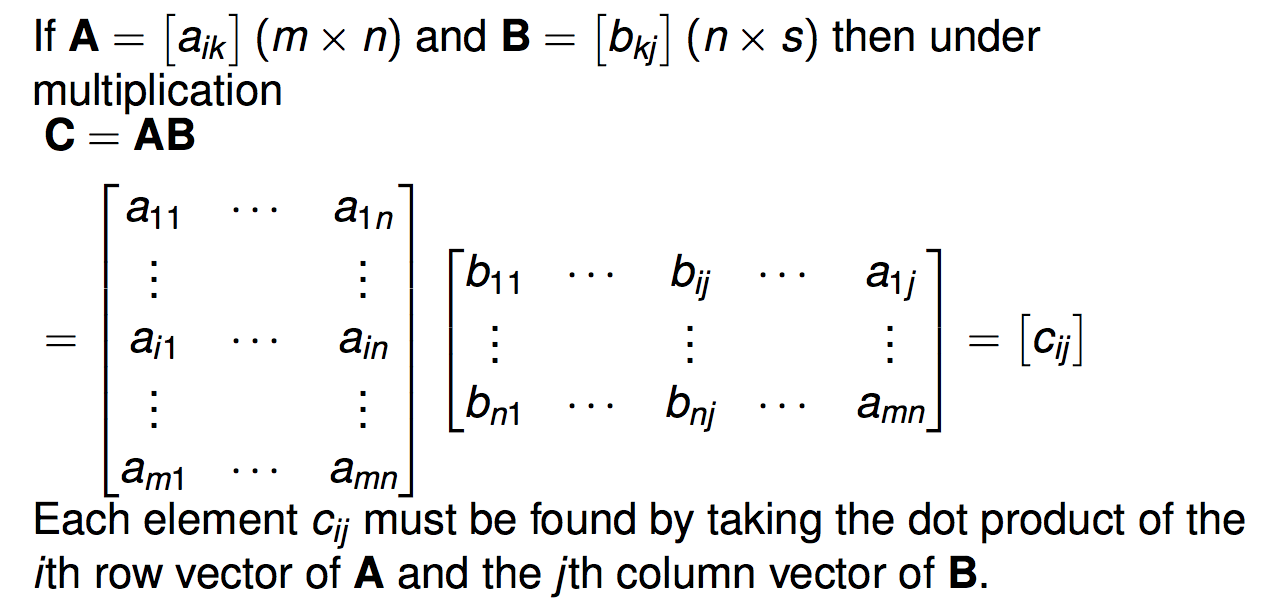 If A = [a_ik] (m × n) and B = [b_kj] (n × s) then under
multiplication
C = AB
= [a_11 ⋯ a_1n; ⋮ ⋮; a_i1 ⋯ a_in; ⋮ ⋮; a_m1 ⋯ a_mn] [b_11 ⋯ b_ij ⋯ a_1j; ⋮ ⋮ ⋮; b_n1 ⋯ b_nj ⋯ a_mn] = [c_ij]
Each element c_ij must be found by taking the dot product of the
ith row vector of A and the jth column vector of B.